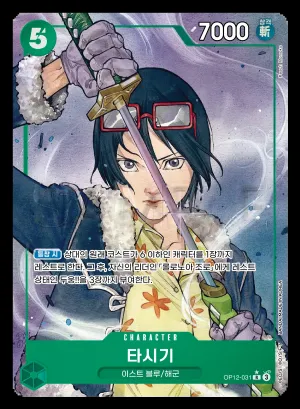 5
7000
참격
斬
등장 시 상대의 원래 코스트가 6 이하인 캐릭터를 1장까지
레스트로 한다. 그 후, 자신의 리더인 "롤로노아 조로"에게 레스트
상태인 두웅!!을 3장까지 부여한다.
CHARACTER
타시기
이스트 블루/해군
OP12-031 R 3